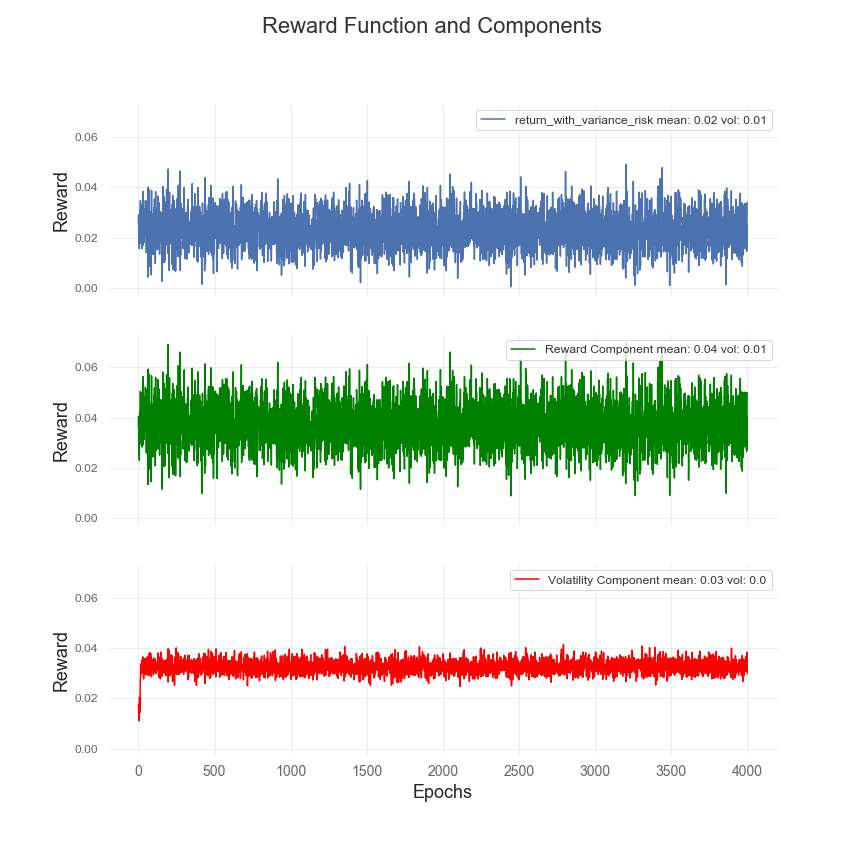 Reward Function and Components
return_with_variance_risk mean: 0.02 vol: 0.01
0.06
0.04
0.02
0.00
Reward
Reward Component mean: 0.04 vol: 0.01
0.06
0.04
0.02
0.00
Reward
Volatility Component mean: 0.03 vol: 0.0
0.06
0.04
0.02
0.00
Reward
0 500 1000 1500 2000 2500 3000 3500 4000
Epochs